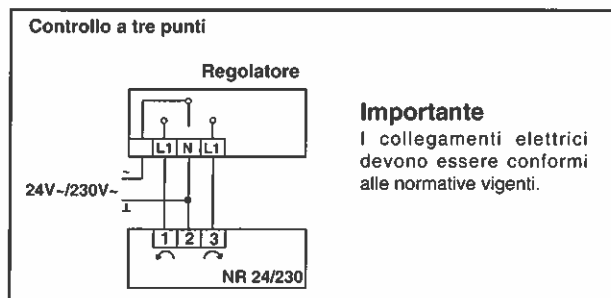 Controllo a tre punti
Regolatore
L1 N L1
~
24V~/230V~
⊥
1 2 3
NR 24/230
Importante
I collegamenti elettrici
devono essere conformi
alle normative vigenti.